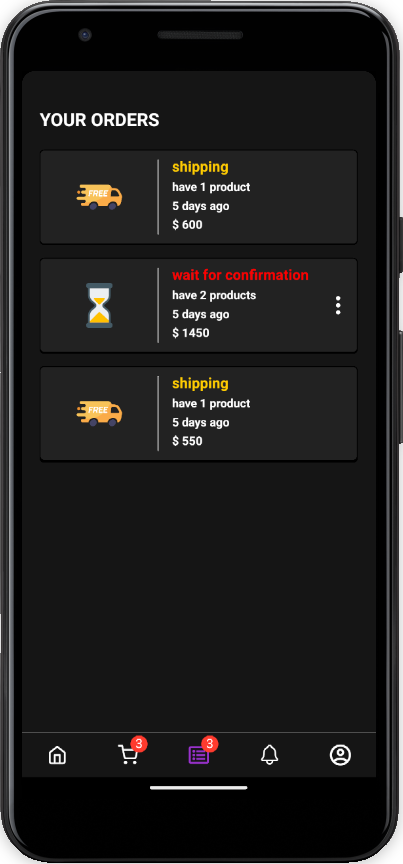 YOUR ORDERS
FREE
shipping
have 1 product
5 days ago
$ 600
wait for confirmation
have 2 products
5 days ago
$ 1450
FREE
shipping
have 1 product
5 days ago
$ 550
3
3